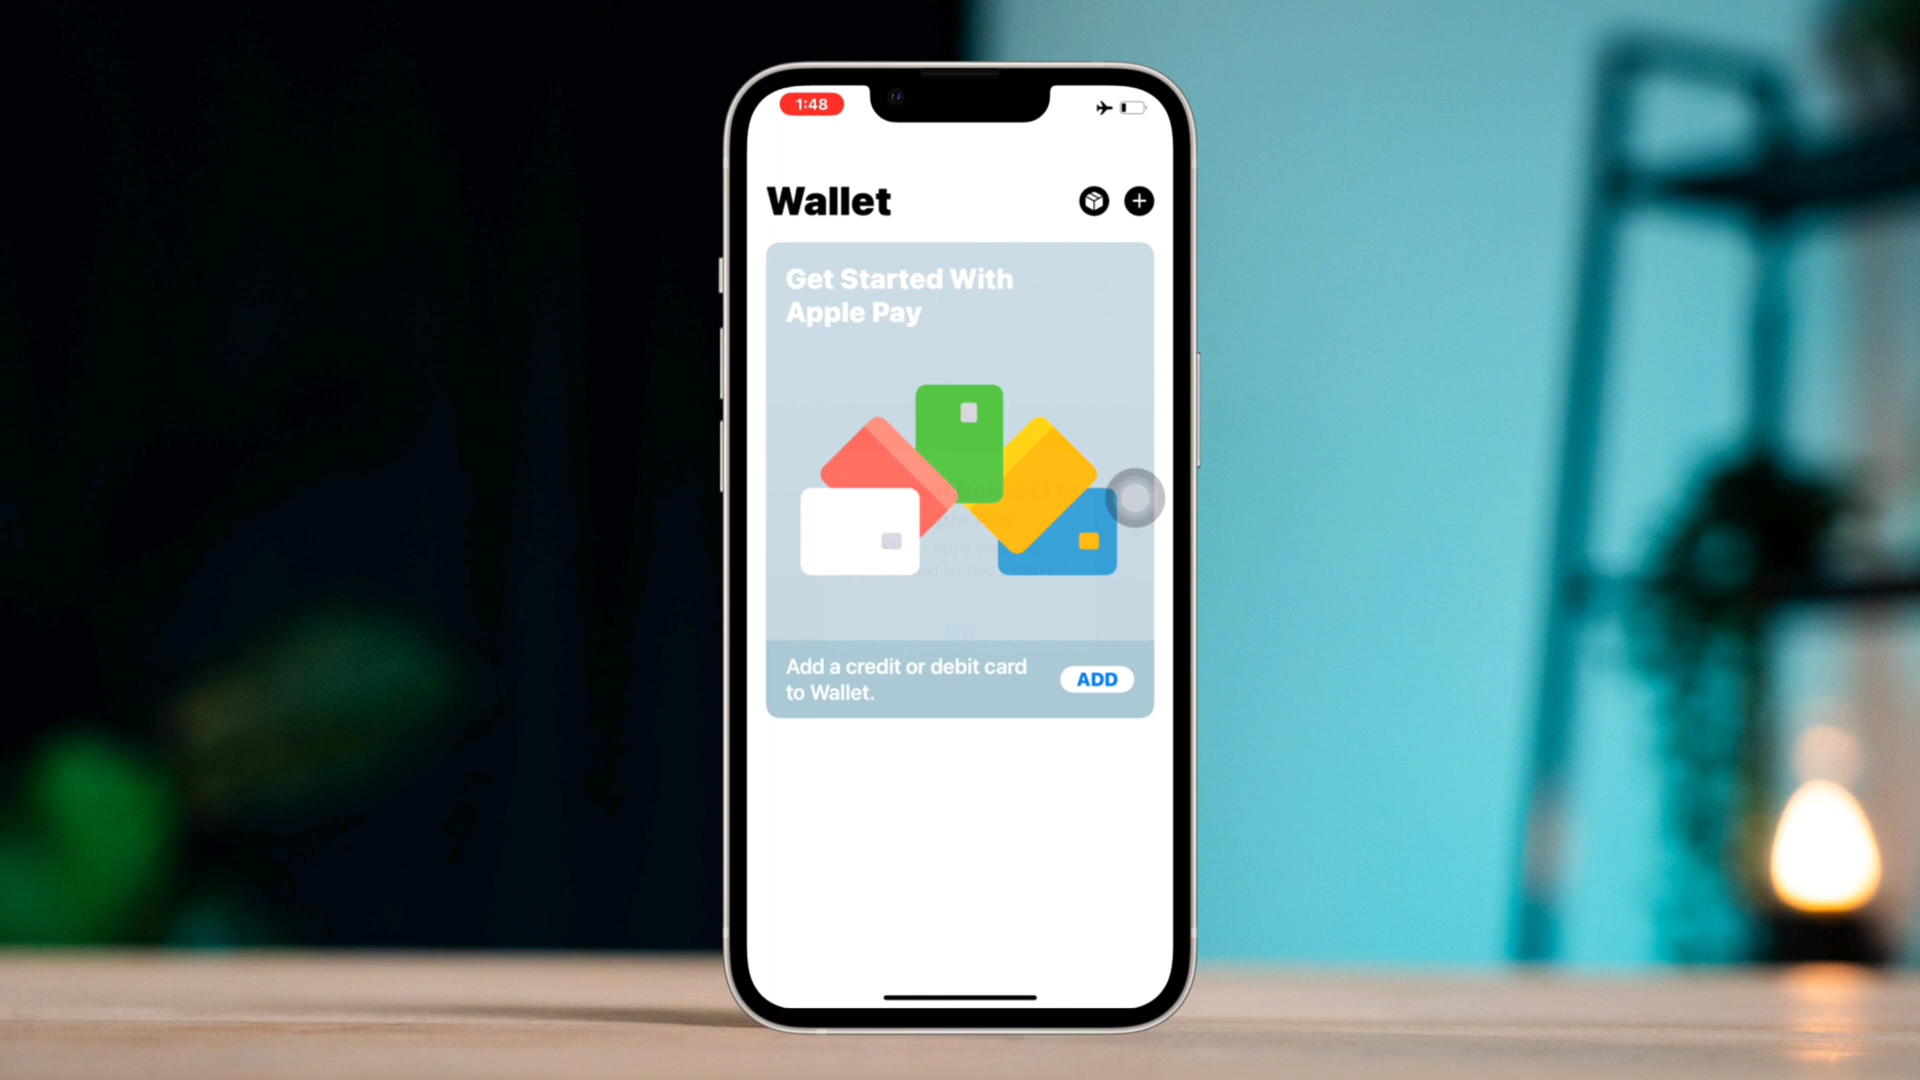 1:48
Wallet
Get Started With
Apple Pay
Add a credit or debit card
to Wallet.
ADD